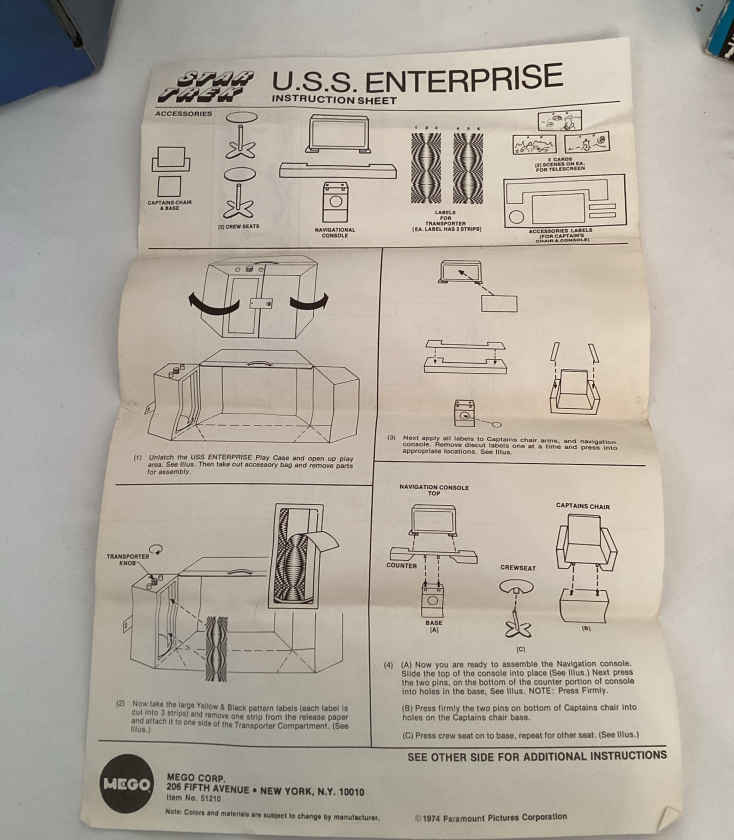 STAR TREK
U.S.S. ENTERPRISE
INSTRUCTION SHEET
ACCESSORIES
CAPTAINS CHAIR
& BASE
(2) CREW SEATS
NAVIGATIONAL
CONSOLE
1 2 3
4 5 6
LABELS
FOR
TRANSPORTER
(EA. LABEL HAS 3 STRIPS)
3 CARDS
(2) SCENES ON EA.
FOR TELESCREEN
ACCESSORIES LABELS
(FOR CAPTAIN'S
CHAIR & CONSOLE)
(1) Unlatch the USS ENTERPRISE Play Case and open up play
area. See Illus. Then take out accessory bag and remove parts
for assembly.
(3) Next apply all labels to Captains chair arms, and navigation
console. Remove discut labels one at a time and press into
appropriate locations. See Illus.
TRANSPORTER
KNOB
(2) Now take the large Yellow & Black pattern labels (each label is
cut into 3 strips) and remove one strip from the release paper
and attach it to one side of the Transporter Compartment. (See
Illus.)
NAVIGATION CONSOLE
TOP
CAPTAINS CHAIR
COUNTER
CREWSEAT
BASE
(A)
(B)
(C)
(4) (A) Now you are ready to assemble the Navigation console.
Slide the top of the console into place (See Illus.) Next press
the two pins, on the bottom of the counter portion of console
into holes in the base, See Illus. NOTE: Press Firmly.
(B) Press firmly the two pins on bottom of Captains chair into
holes on the Captains chair base.
(C) Press crew seat on to base, repeat for other seat. (See Illus.)
SEE OTHER SIDE FOR ADDITIONAL INSTRUCTIONS
MEGO
MEGO CORP.
206 FIFTH AVENUE • NEW YORK, N.Y. 10010
Item No. 51210
Note: Colors and materials are subject to change by manufacturer.
© 1974 Paramount Pictures Corporation